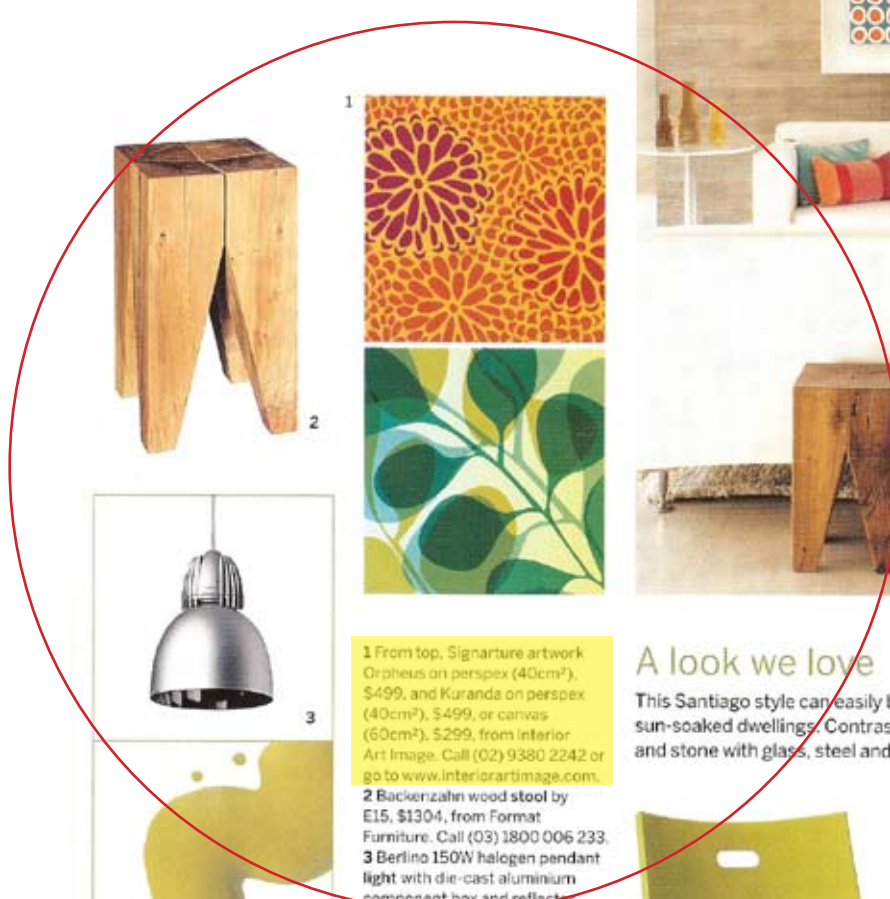 1
2
3
1 From top, Signarture artwork
Orpheus on perspex (40cm²),
$499, and Kuranda on perspex
(40cm²), $499, or canvas
(60cm²), $299, from Interior
Art Image. Call (02) 9380 2242 or
go to www.interiorartimage.com.
2 Backenzahn wood stool by
E15, $1304, from Format
Furniture. Call (03) 1800 006 233.
3 Berlino 150W halogen pendant
light with die-cast aluminium
component box and reflector
A look we love
This Santiago style can easily
sun-soaked dwellings.
and stone with glass, steel and